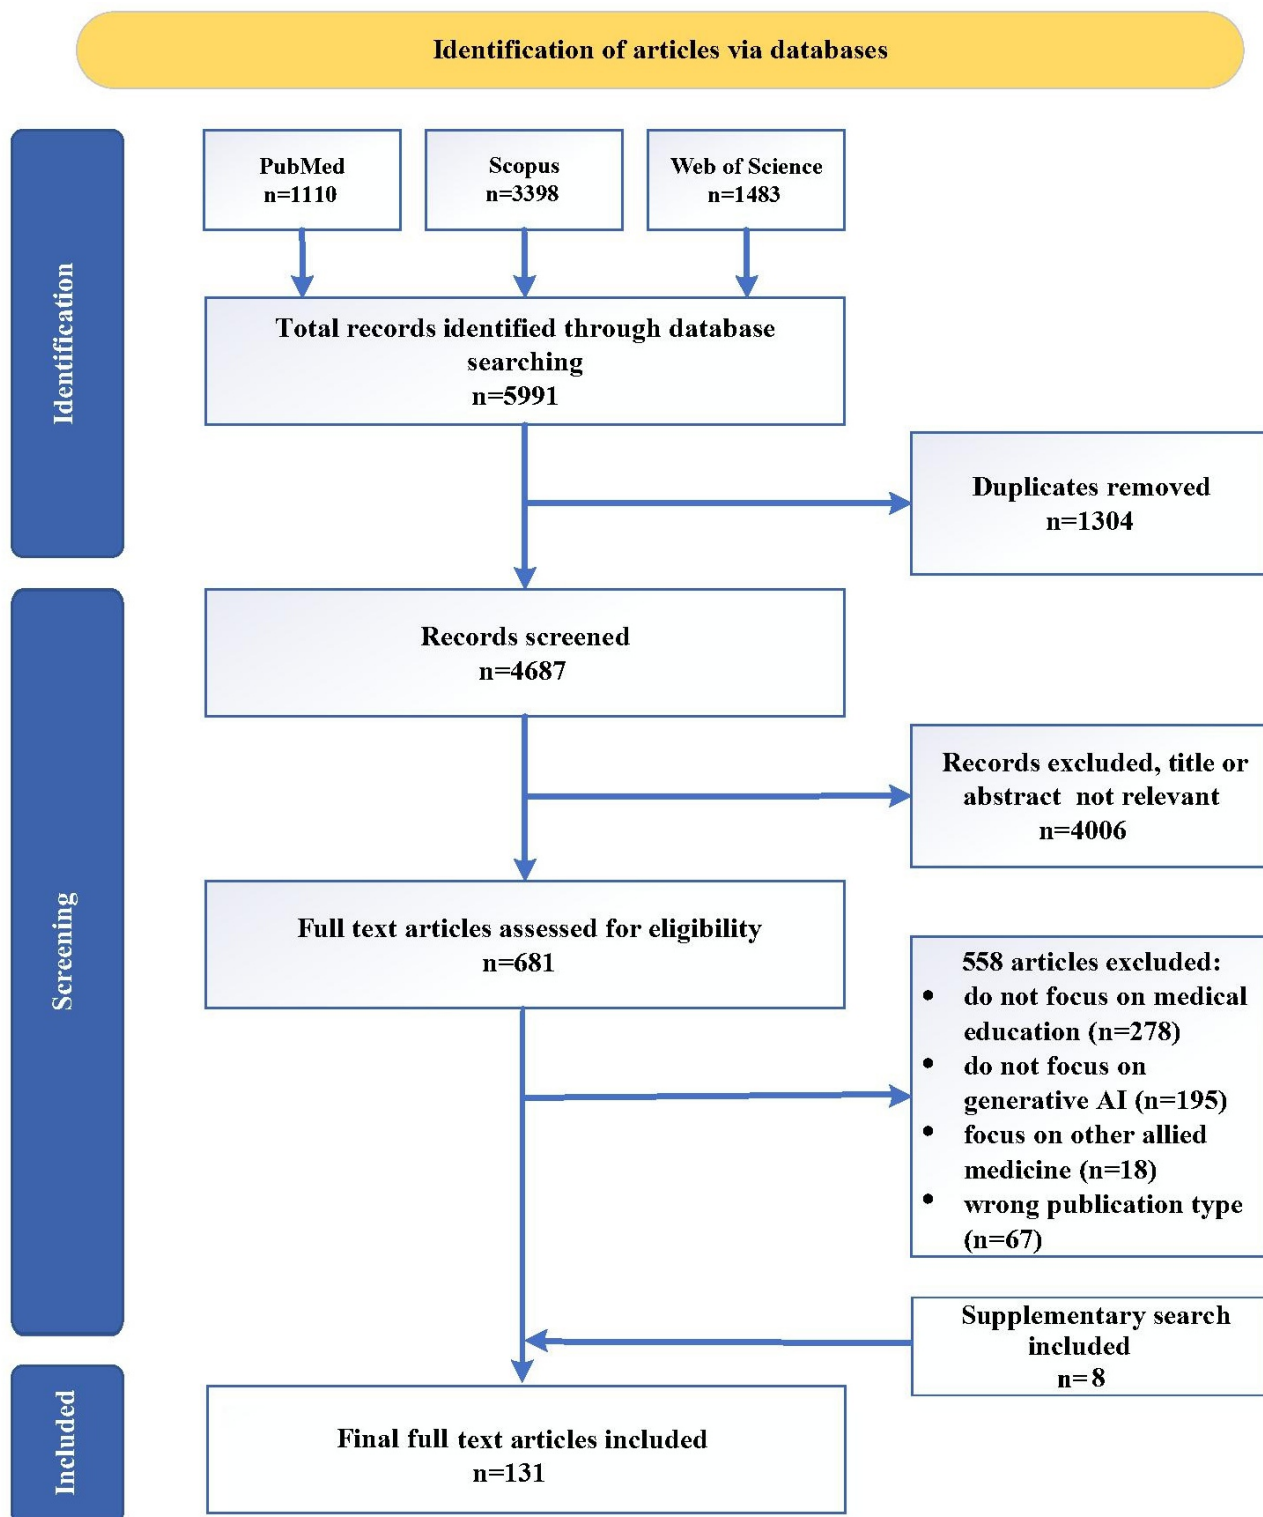 Identification of articles via databases
Identification
PubMed
n=1110
Scopus
n=3398
Web of Science
n=1483
Total records identified through database
searching
n=5991
Duplicates removed
n=1304
Screening
Records screened
n=4687
Records excluded, title or
abstract  not relevant
n=4006
Full text articles assessed for eligibility
n=681
558 articles excluded:
• do not focus on medical
education (n=278)
• do not focus on
generative AI (n=195)
• focus on other allied
medicine (n=18)
• wrong publication type
(n=67)
Supplementary search
included
n=8
Included
Final full text articles included
n=131